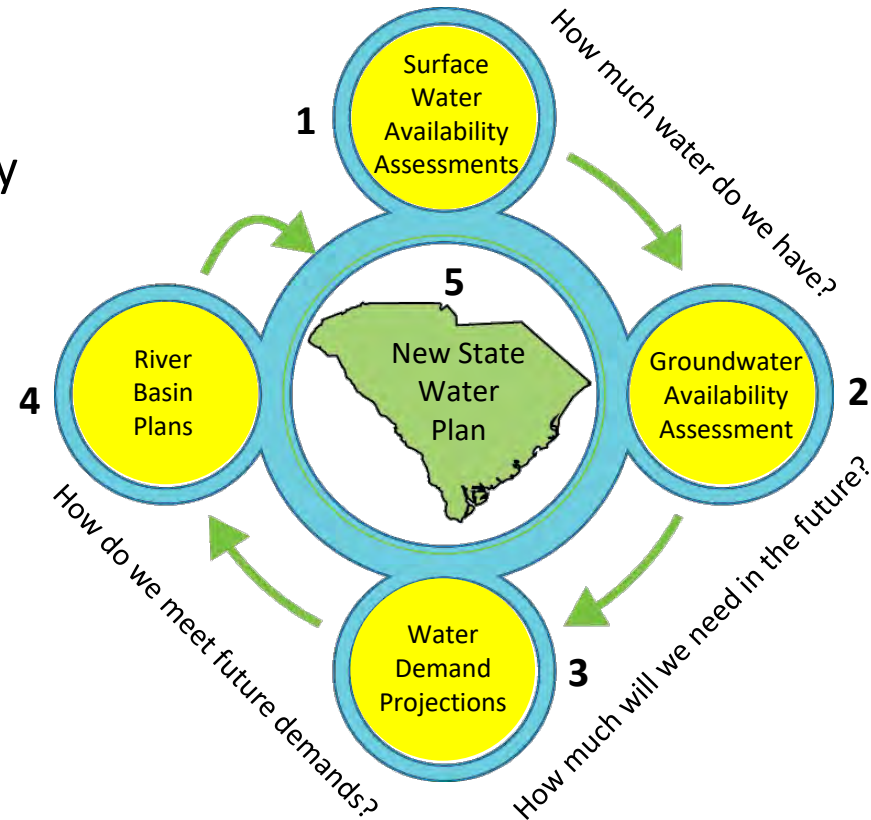 1
Surface
Water
Availability
Assessments
How much water do we have?
y
5
New State
Water
Plan
4
River
Basin
Plans
Groundwater
Availability
Assessment
2
How do we meet future demands?
Water
Demand
Projections
3
How much will we need in the future?